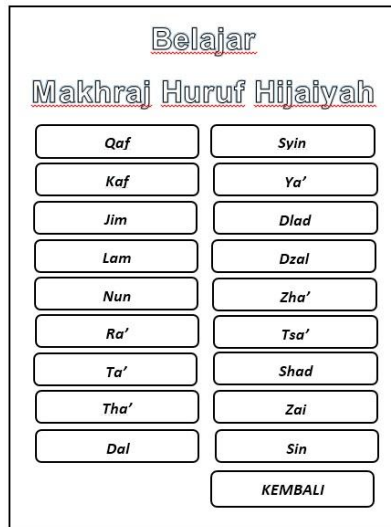 Belajar
Makhraj Huruf Hijaiyah
Qaf Syin
Kaf Ya’
Jim Dlad
Lam Dzal
Nun Zha’
Ra’ Tsa’
Ta’ Shad
Tha’ Zai
Dal Sin
KEMBALI